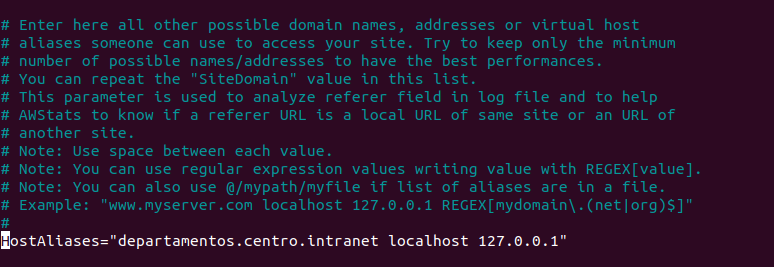 # Enter here all other possible domain names, addresses or virtual host
# aliases someone can use to access your site. Try to keep only the minimum
# number of possible names/addresses to have the best performances.
# You can repeat the "SiteDomain" value in this list.
# This parameter is used to analyze referer field in log file and to help
# AWStats to know if a referer URL is a local URL of same site or an URL of
# another site.
# Note: Use space between each value.
# Note: You can use regular expression values writing value with REGEX[value].
# Note: You can also use @/mypath/myfile if list of aliases are in a file.
# Example: "www.myserver.com localhost 127.0.0.1 REGEX[mydomain\.(net|org)$]"
#
HostAliases="departamentos.centro.intranet localhost 127.0.0.1"